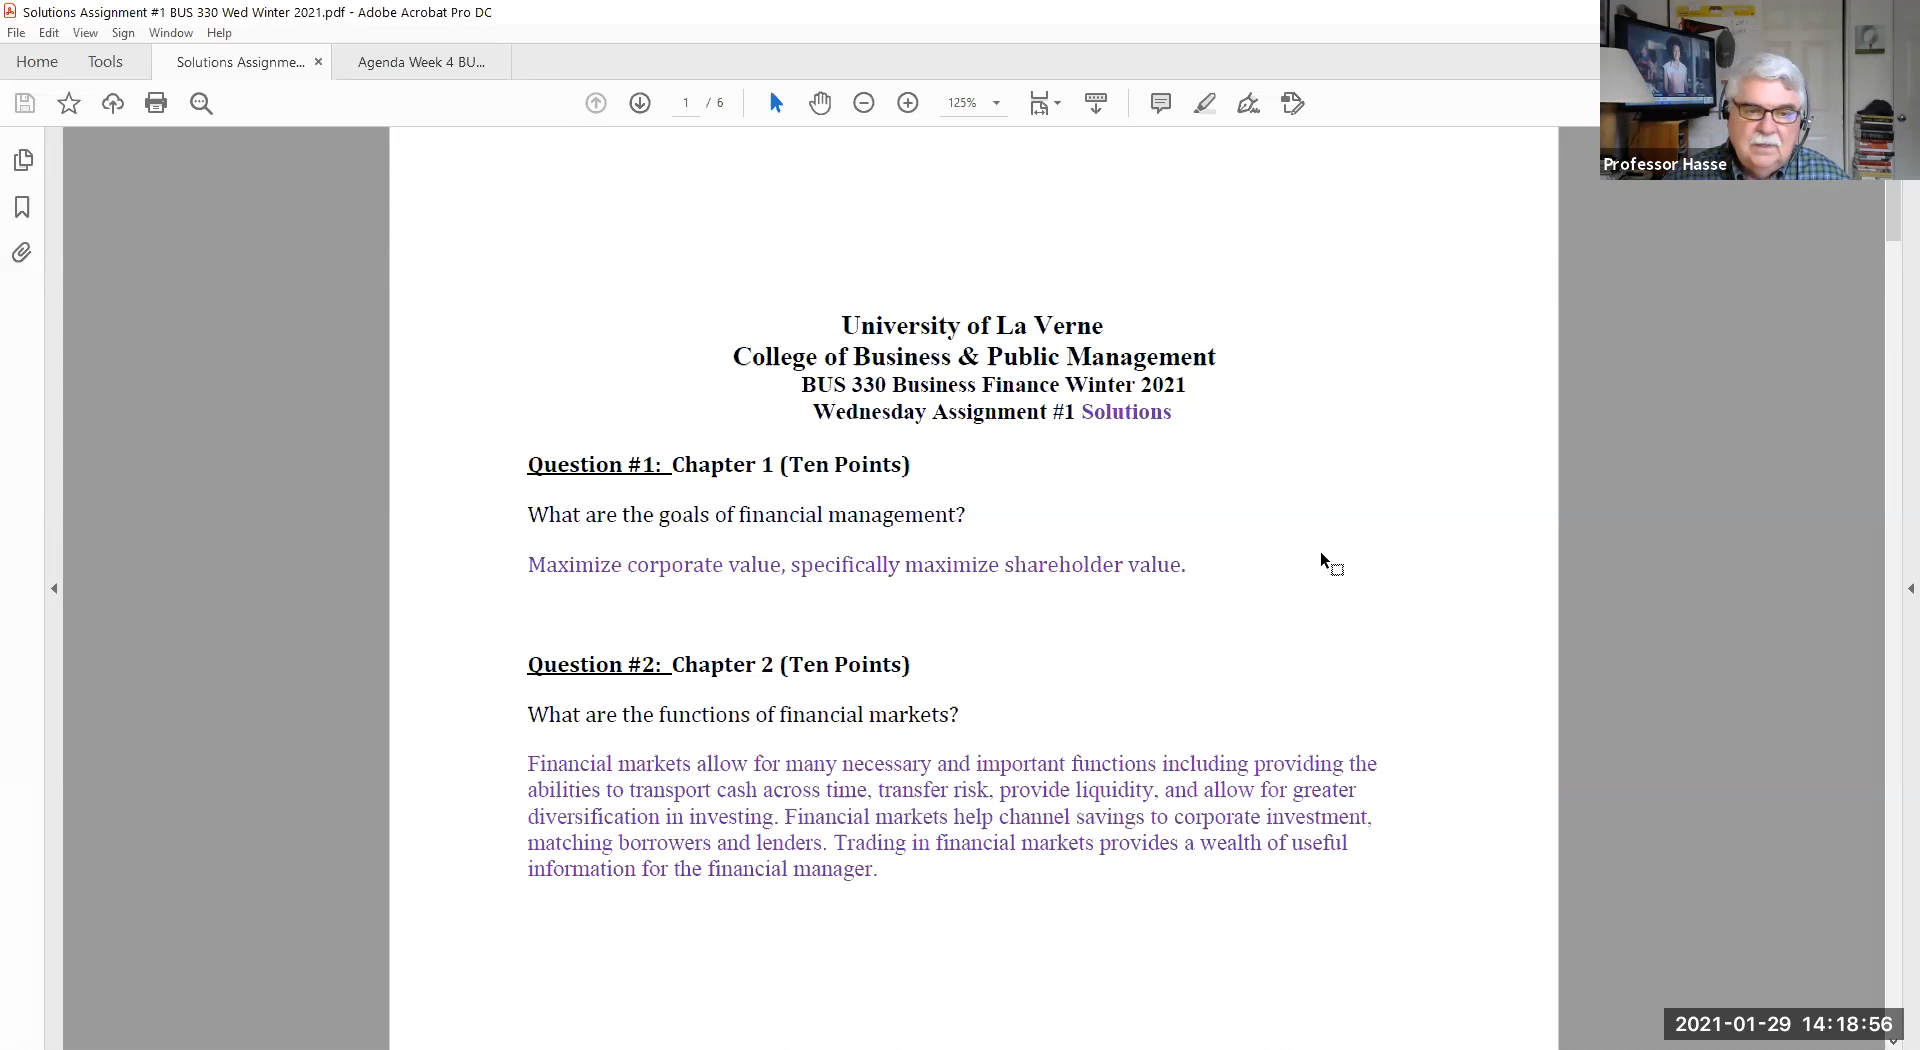 Solutions Assignment #1 BUS 330 Wed Winter 2021.pdf - Adobe Acrobat Pro DC
File Edit View Sign Window Help
Home Tools Solutions Assignme... × Agenda Week 4 BU...
1 / 6 125%
Professor Hasse
University of La Verne
College of Business & Public Management
BUS 330 Business Finance Winter 2021
Wednesday Assignment #1 Solutions
Question #1: Chapter 1 (Ten Points)
What are the goals of financial management?
Maximize corporate value, specifically maximize shareholder value.
Question #2: Chapter 2 (Ten Points)
What are the functions of financial markets?
Financial markets allow for many necessary and important functions including providing the
abilities to transport cash across time, transfer risk, provide liquidity, and allow for greater
diversification in investing. Financial markets help channel savings to corporate investment,
matching borrowers and lenders. Trading in financial markets provides a wealth of useful
information for the financial manager.
2021-01-29 14:18:56